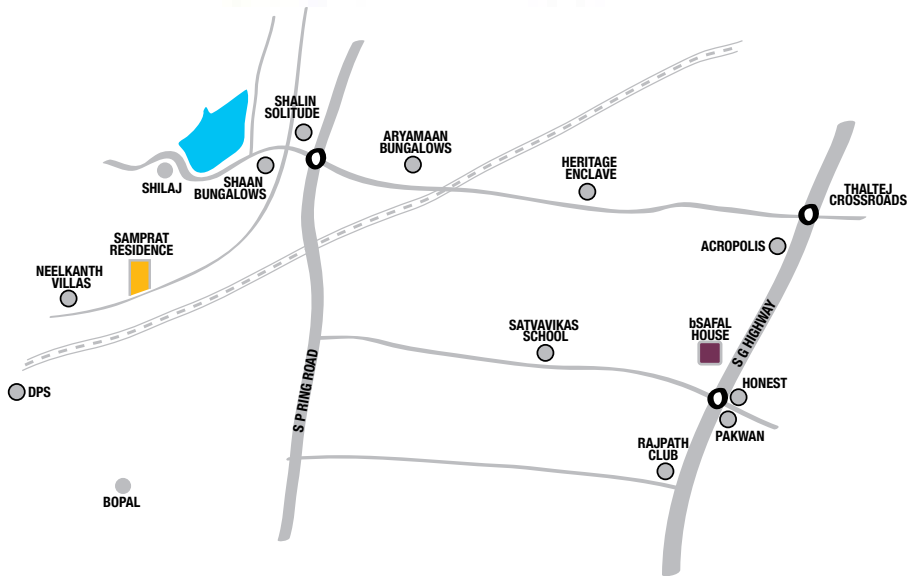 SHALIN
SOLITUDE
ARYAMAAN
BUNGALOWS
HERITAGE
ENCLAVE
THALTEJ
CROSSROADS
SHILAJ
SHAAN
BUNGALOWS
SAMPRAT
RESIDENCE
ACROPOLIS
NEELKANTH
VILLAS
SATVAVIKAS
SCHOOL
bSAFAL
HOUSE
S G HIGHWAY
S P RING ROAD
HONEST
DPS
PAKWAN
RAJPATH
CLUB
BOPAL